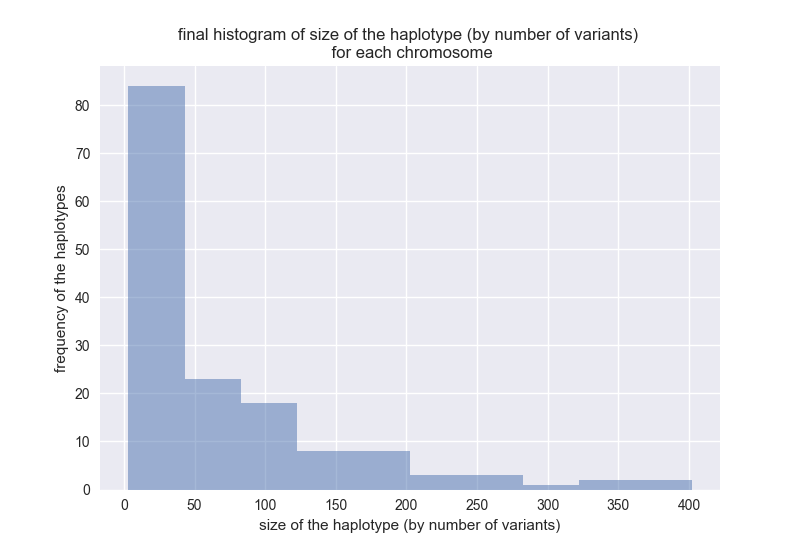 final histogram of size of the haplotype (by number of variants)
for each chromosome
frequency of the haplotypes
80
70
60
50
40
30
20
10
0
0 50 100 150 200 250 300 350 400
size of the haplotype (by number of variants)